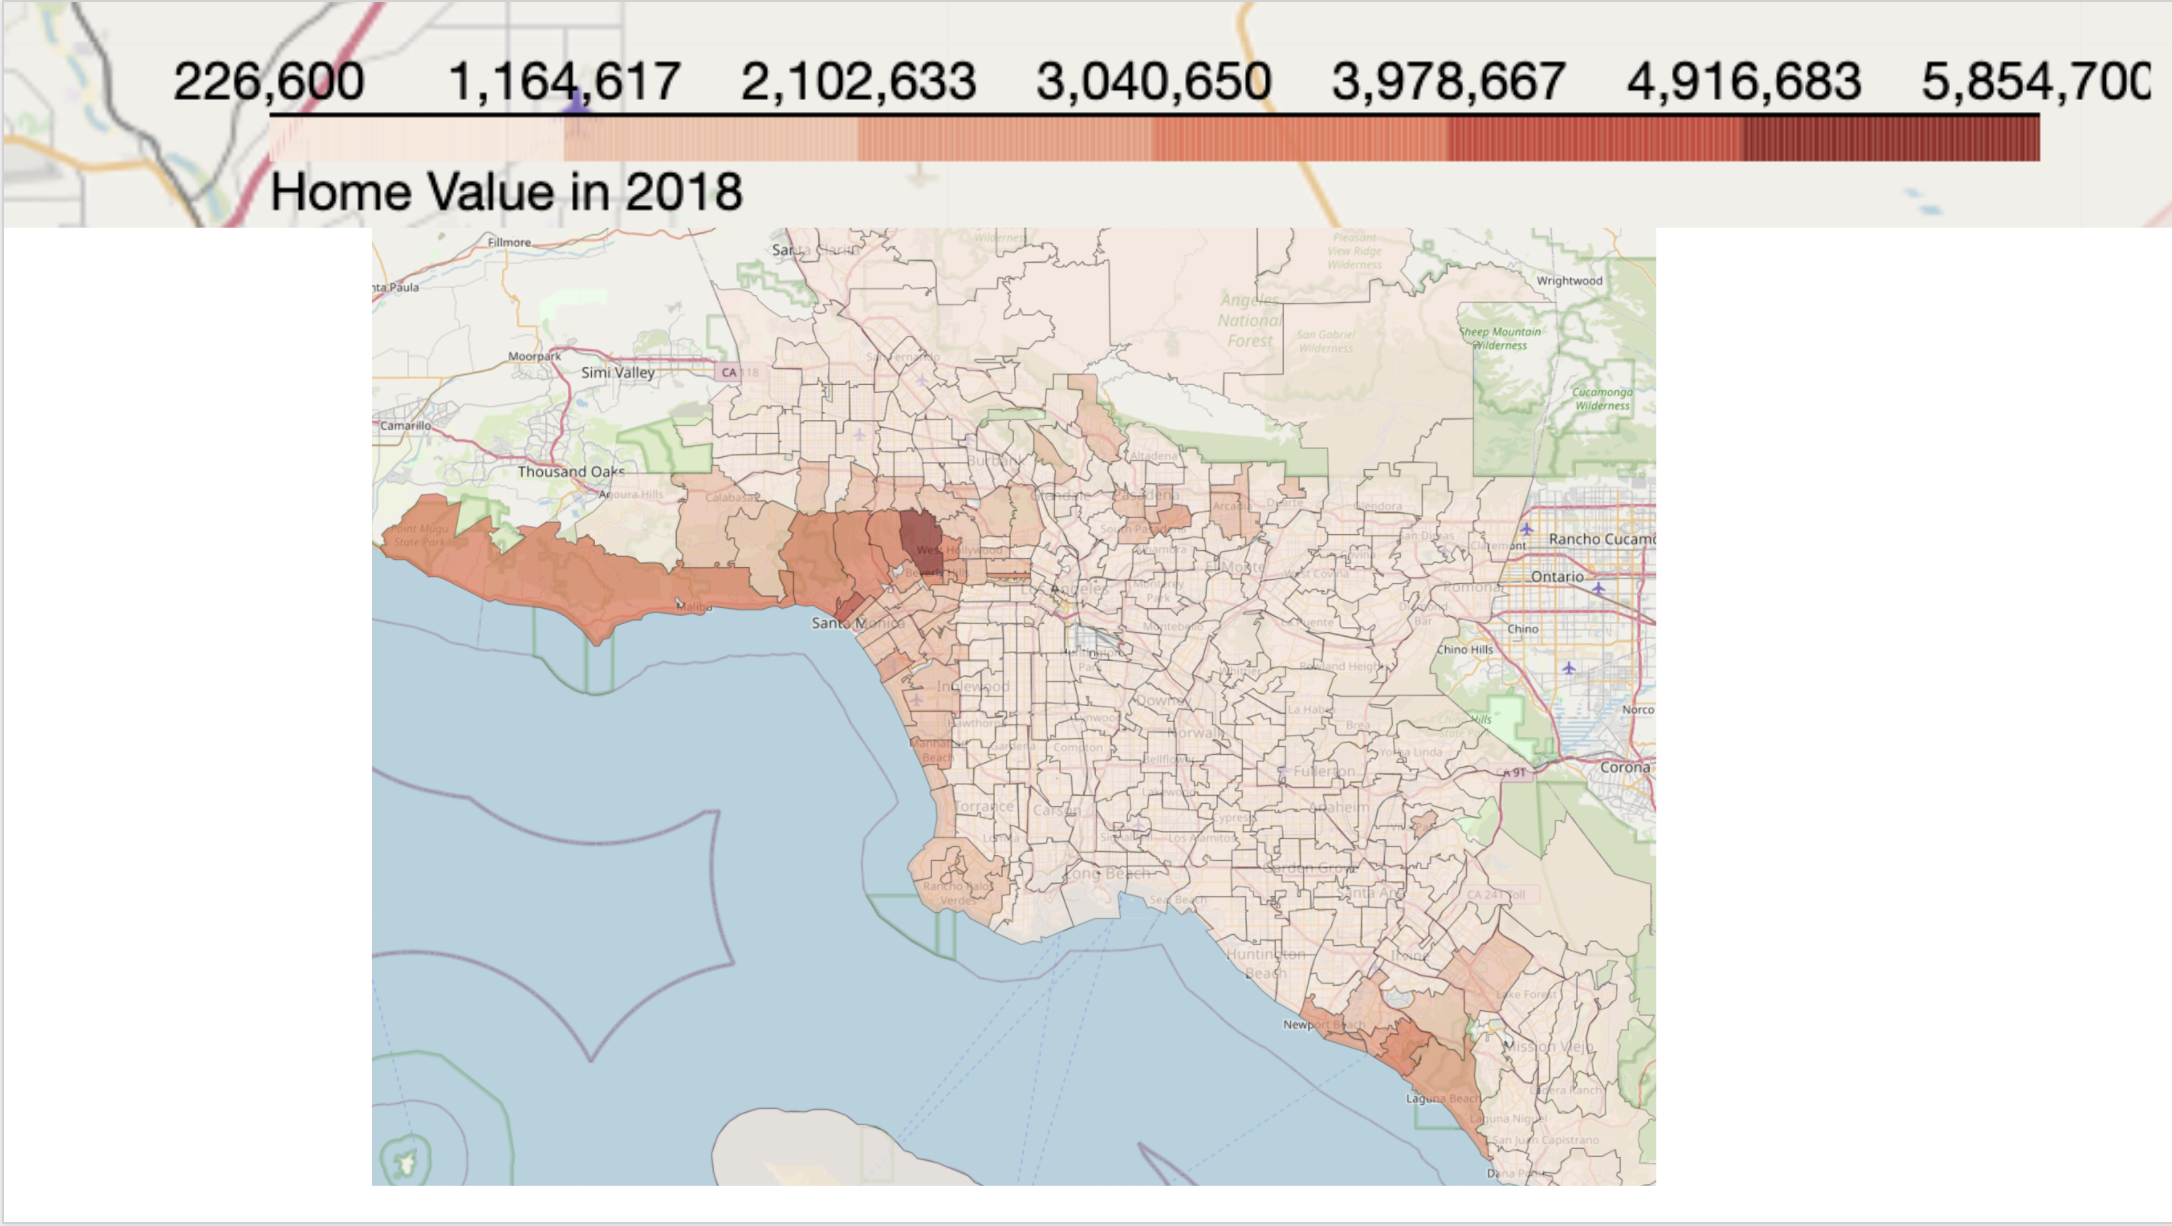 226,600 1,164,617 2,102,633 3,040,650 3,978,667 4,916,683 5,854,700
Home Value in 2018
Fillmore
Santa Clarita
Wilderness
Pleasant
View Ridge
Wilderness
Wrightwood
nta Paula
Angeles
National
Forest
San Gabriel
Wilderness
Sheep Mountain
Wilderness
Moorpark
San Fernando
Simi Valley
CA 118
Cucamonga
Wilderness
Camarillo
Burbank
Altadena
Thousand Oaks
Agoura Hills
Calabasas
Glendale
Pasadena
Arcadia
Duarte
Glendora
Point Mugu
State Park
South Pasadena
San Dimas
Claremont
Rancho Cucamo
West Hollywood
Alhambra
Covina
Beverly Hills
El Monte
West Covina
Ontario
Los Angeles
Monterey
Park
Pomona
Malibu
Diamond
Bar
Santa Monica
Montebello
La Puente
Chino
Huntington
Park
Whittier
Rowland Heights
Chino Hills
Inglewood
Downey
La Habra
Norco
Hawthorne
Lynwood
Brea
Chino Hills
State Park
Norwalk
Manhattan
Beach
Gardena
Compton
Yorba Linda
Bellflower
Fullerton
CA 91
Corona
Lakewood
Torrance
Carson
Anaheim
Cypress
Villa Park
Lomita
Signal Hill
Los Alamitos
Long Beach
Garden Grove
Rancho Palos
Verdes
Santa Ana
CA 241 Toll
Seal Beach
Huntington
Beach
Irvine
Lake Forest
Newport Beach
Mission Viejo
Ladera Ranch
Laguna Beach
Laguna Niguel
San Juan Capistrano
Dana Point